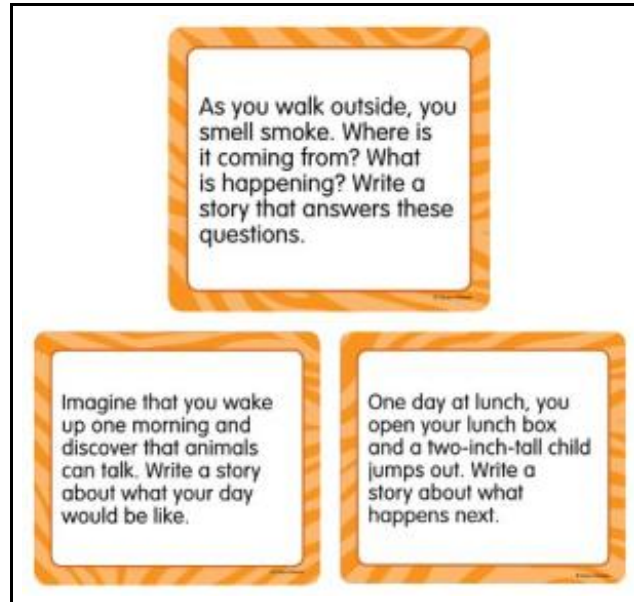 As you walk outside, you
smell smoke. Where is
it coming from? What
is happening? Write a
story that answers these
questions.
Imagine that you wake
up one morning and
discover that animals
can talk. Write a story
about what your day
would be like.
One day at lunch, you
open your lunch box
and a two-inch-tall child
jumps out. Write a
story about what
happens next.